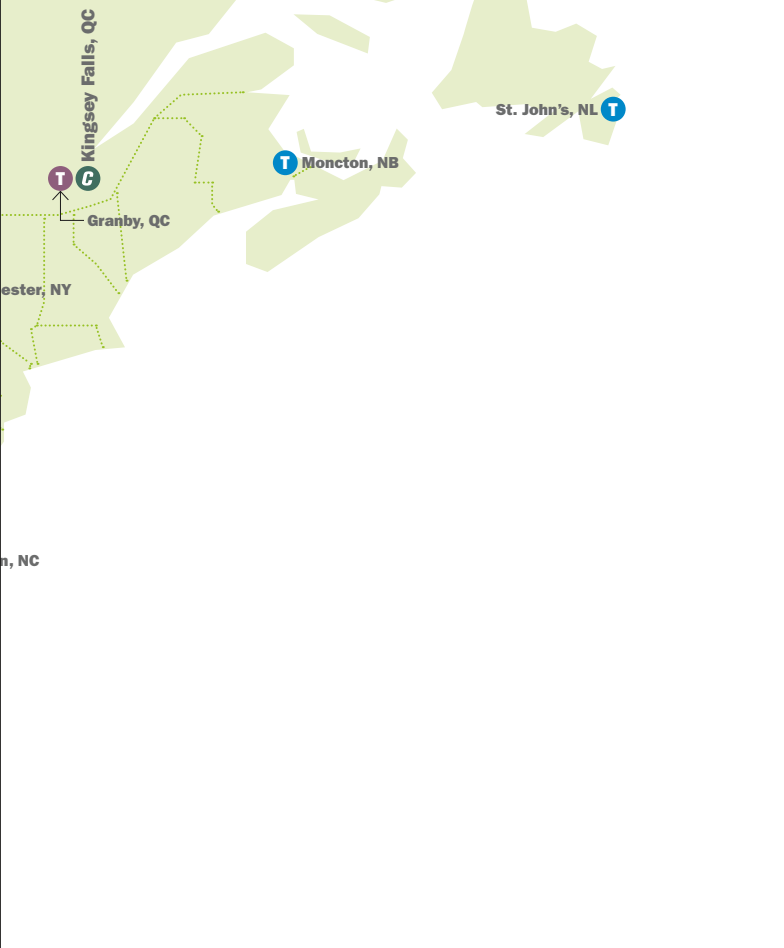 Kingsey Falls, QC
St. John’s, NL
T
T
Moncton, NB
T
C
Granby, QC
ester, NY
n, NC